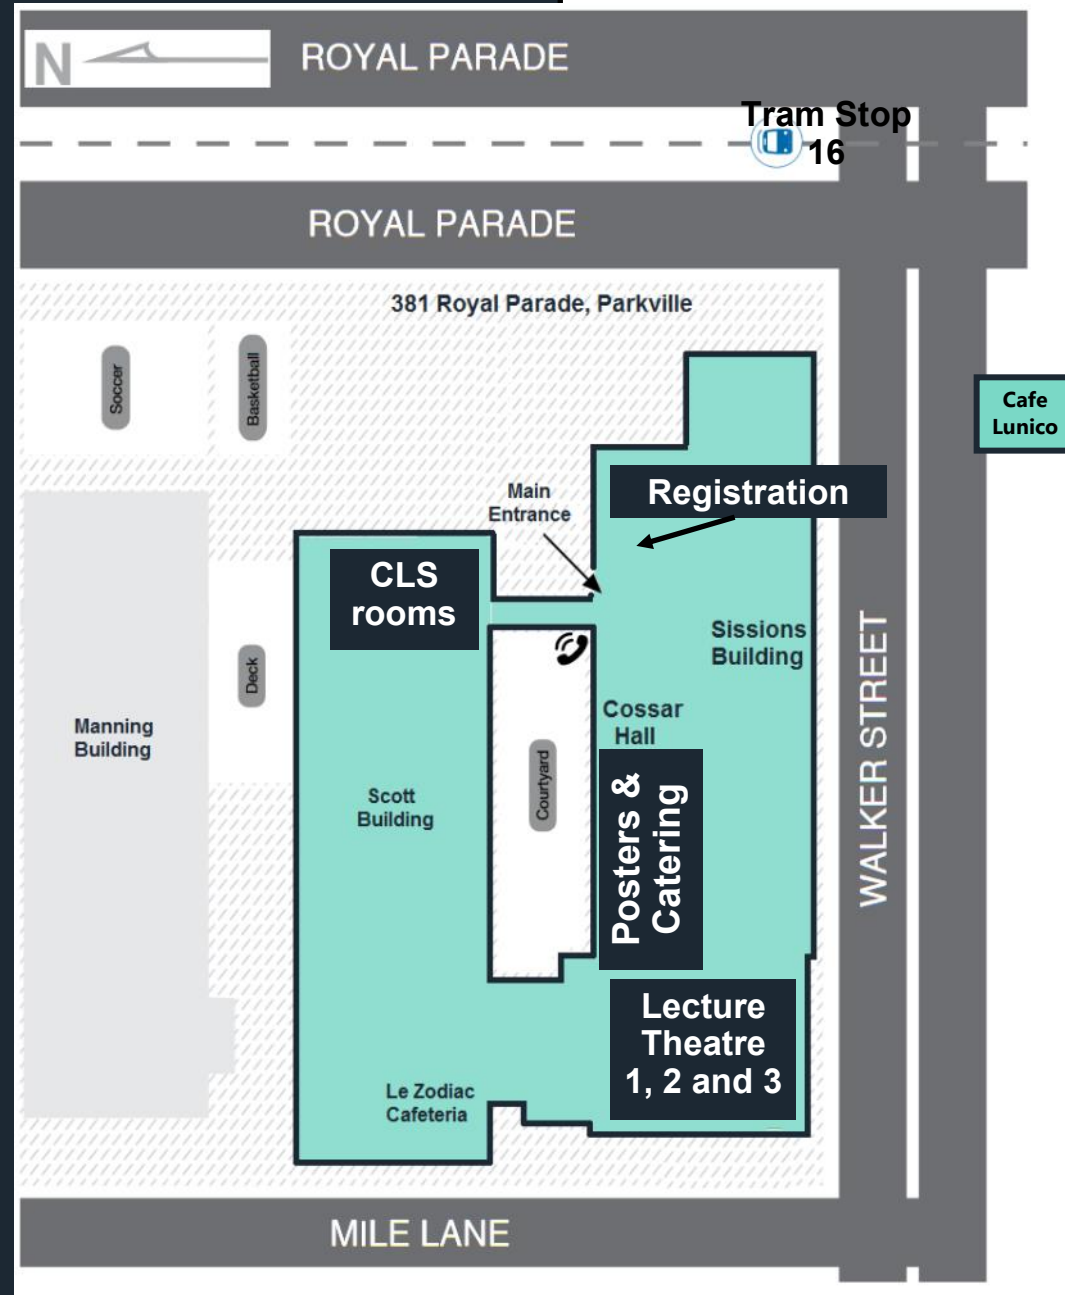 N
ROYAL PARADE
Tram Stop
16
ROYAL PARADE
381 Royal Parade, Parkville
Soccer
Basketball
Cafe
Lunico
Registration
Main
Entrance
CLS
rooms
Sissions
Building
WALKER STREET
Deck
Cossar
Hall
Manning
Building
Courtyard
Posters &
Catering
Scott
Building
Lecture
Theatre
1, 2 and 3
Le Zodiac
Cafeteria
MILE LANE